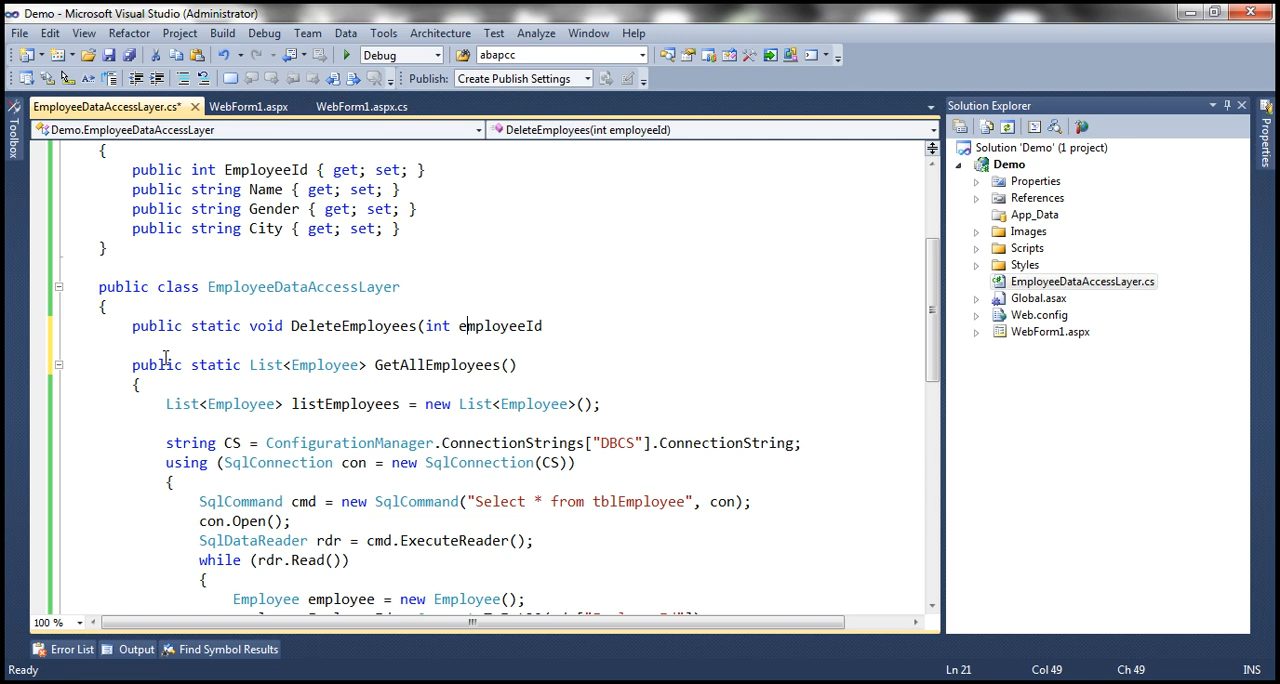 Demo - Microsoft Visual Studio (Administrator)
File Edit View Refactor Project Build Debug Team Data Tools Architecture Test Analyze Window Help
Debug abapcc
Publish: Create Publish Settings
EmployeeDataAccessLayer.cs* WebForm1.aspx WebForm1.aspx.cs
Demo.EmployeeDataAccessLayer DeleteEmployees(int employeeId)
Toolbox
{
public int EmployeeId { get; set; }
public string Name { get; set; }
public string Gender { get; set; }
public string City { get; set; }
}
public class EmployeeDataAccessLayer
{
public static void DeleteEmployees(int employeeId
public static List<Employee> GetAllEmployees()
{
List<Employee> listEmployees = new List<Employee>();
string CS = ConfigurationManager.ConnectionStrings["DBCS"].ConnectionString;
using (SqlConnection con = new SqlConnection(CS))
{
SqlCommand cmd = new SqlCommand("Select * from tblEmployee", con);
con.Open();
SqlDataReader rdr = cmd.ExecuteReader();
while (rdr.Read())
{
Employee employee = new Employee();
100 %
Solution Explorer
Solution 'Demo' (1 project)
Demo
Properties
References
App_Data
Images
Scripts
Styles
EmployeeDataAccessLayer.cs
Global.asax
Web.config
WebForm1.aspx
Properties
Error List Output Find Symbol Results
Ready Ln 21 Col 49 Ch 49 INS